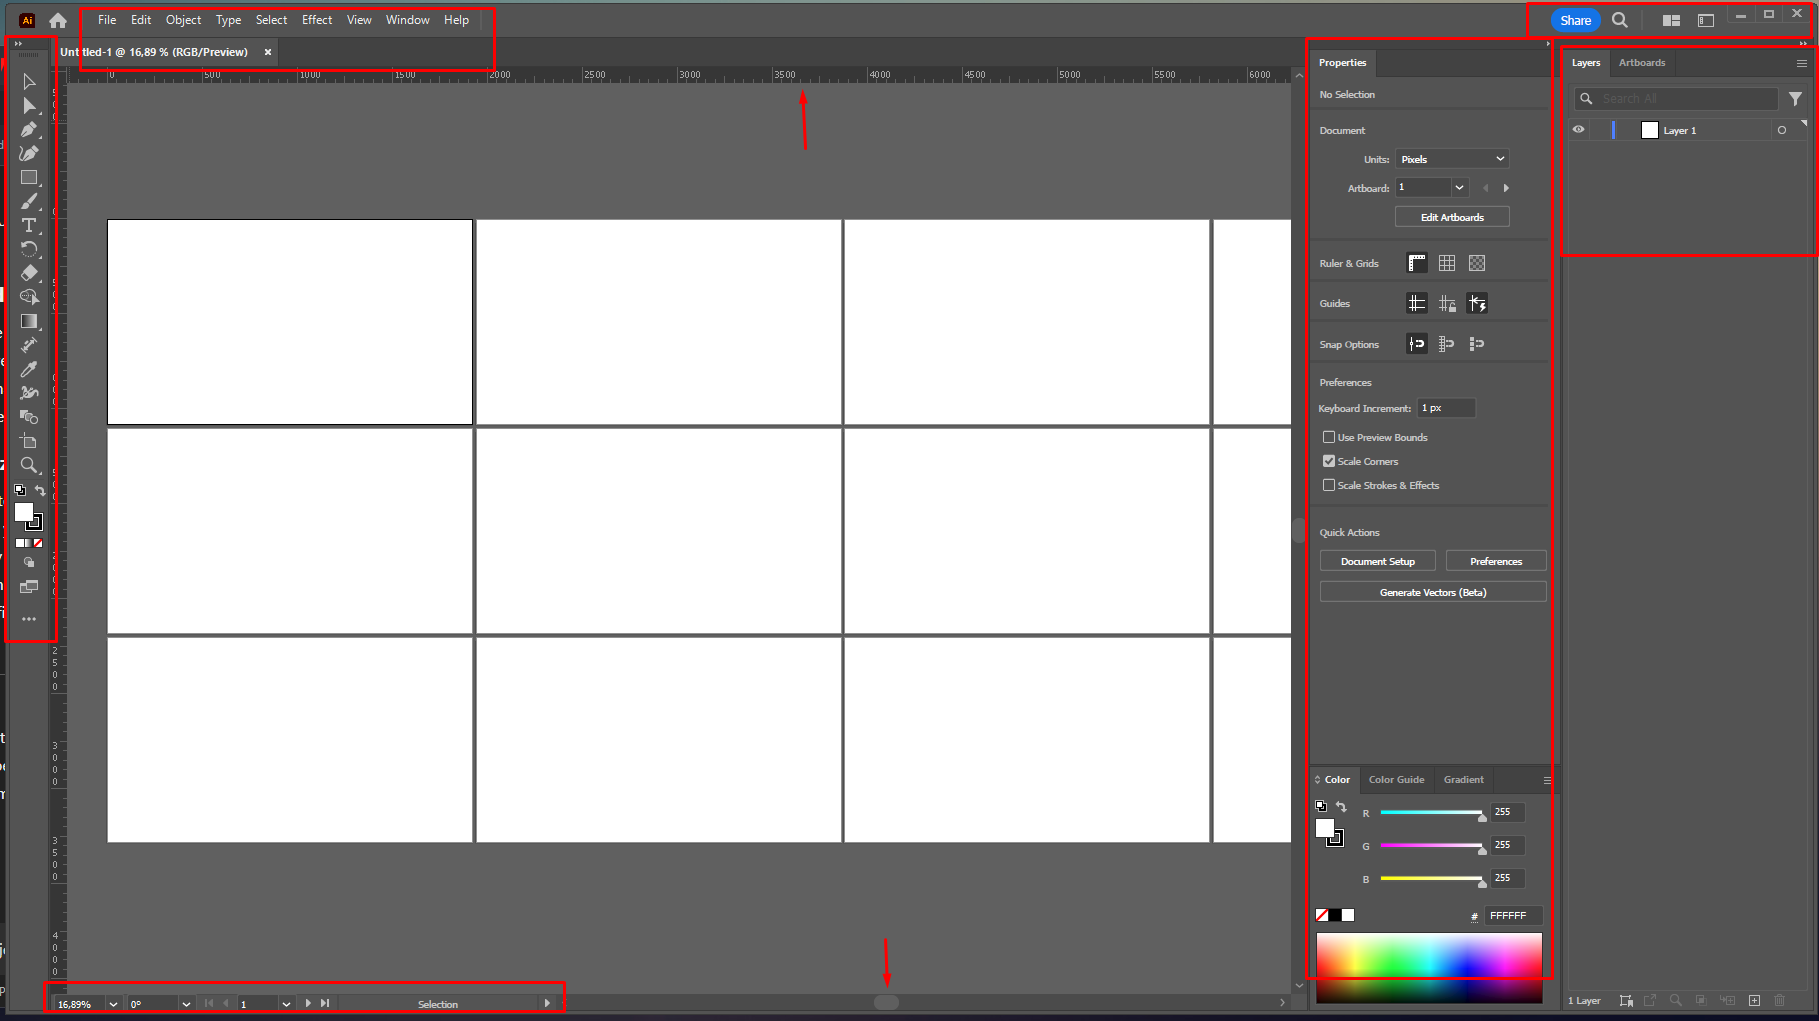 Ai File Edit Object Type Select Effect View Window Help Share
Untitled-1 @ 16,89 % (RGB/Preview) ×
0 500 1000 1500 2000 2500 3000 3500 4000 4500 5000 5500 6000
Properties
No Selection
Document
Units: Pixels
Artboard: 1
Edit Artboards
Ruler & Grids
Guides
Snap Options
Preferences
Keyboard Increment: 1 px
Use Preview Bounds
Scale Corners
Scale Strokes & Effects
Quick Actions
Document Setup Preferences
Generate Vectors (Beta)
Color Color Guide Gradient
R 255
G 255
B 255
# FFFFFF
Layers Artboards
Search All
Layer 1
1 Layer
16,89% 0° 1 Selection